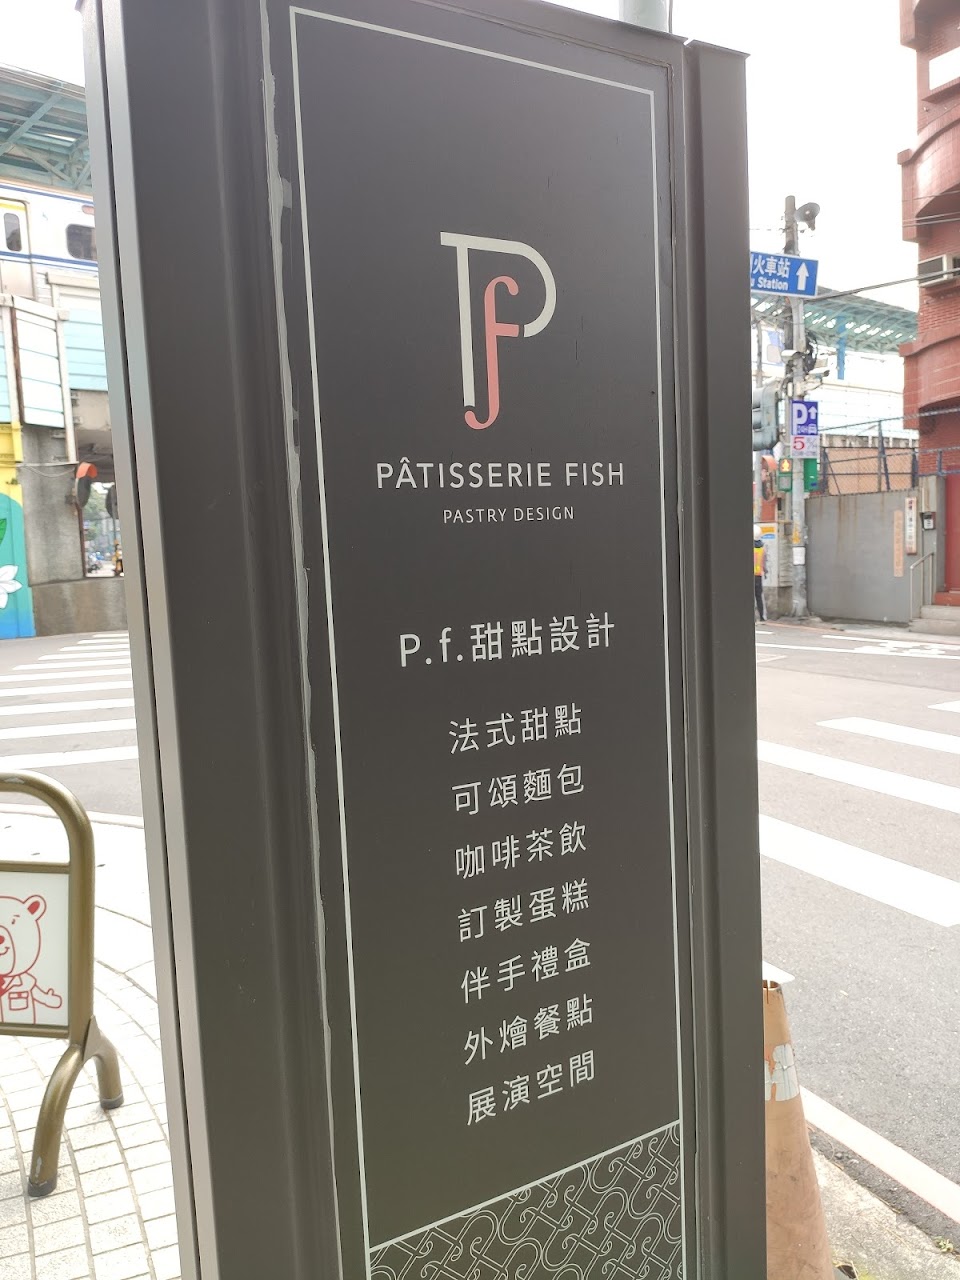 Pf
PÂTISSERIE FISH
PASTRY DESIGN
P.f.甜點設計
法式甜點
可頌麵包
咖啡茶飲
訂製蛋糕
伴手禮盒
外燴餐點
展演空間
火車站
Station
P
5%